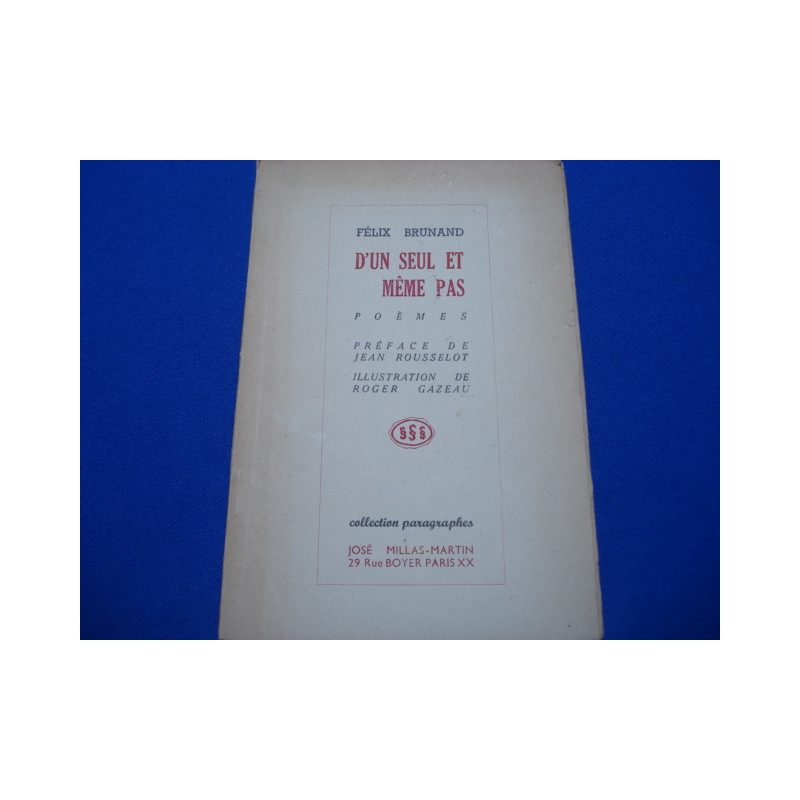 FÉLIX BRUNAND
D'UN SEUL ET
MÊME PAS
POÈMES
PRÉFACE DE
JEAN ROUSSELOT
ILLUSTRATION DE
ROGER GAZEAU
§§§
collection paragraphes
JOSÉ MILLAS-MARTIN
29 Rue BOYER PARIS XX